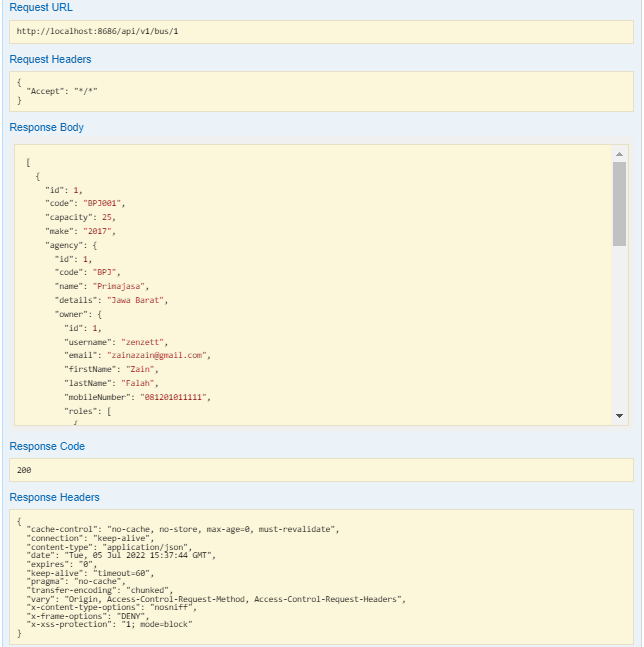 Request URL
http://localhost:8686/api/v1/bus/1
Request Headers
{
"Accept": "*/*"
}
Response Body
[
{
"id": 1,
"code": "BPJ001",
"capacity": 25,
"make": "2017",
"agency": {
"id": 1,
"code": "BPJ",
"name": "Primajasa",
"details": "Jawa Barat",
"owner": {
"id": 1,
"username": "zenzett",
"email": "zainazain@gmail.com",
"firstName": "Zain",
"lastName": "Falah",
"mobileNumber": "081201011111",
"roles": [
{
Response Code
200
Response Headers
{
"cache-control": "no-cache, no-store, max-age=0, must-revalidate",
"connection": "keep-alive",
"content-type": "application/json",
"date": "Tue, 05 Jul 2022 15:37:44 GMT",
"expires": "0",
"keep-alive": "timeout=60",
"pragma": "no-cache",
"transfer-encoding": "chunked",
"vary": "Origin, Access-Control-Request-Method, Access-Control-Request-Headers",
"x-content-type-options": "nosniff",
"x-frame-options": "DENY",
"x-xss-protection": "1; mode=block"
}